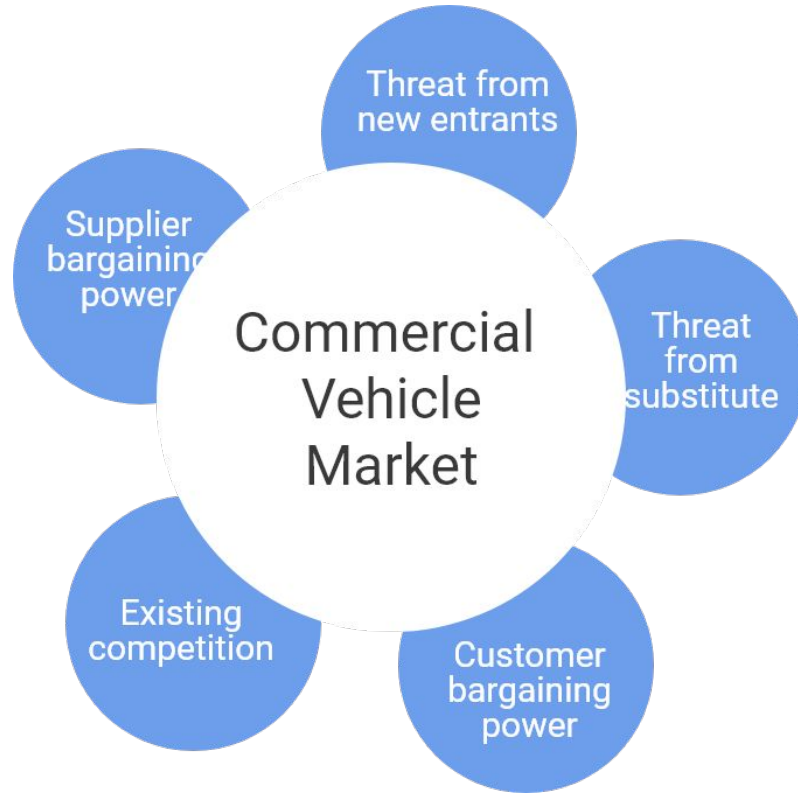 Threat from
new entrants
Supplier
bargaining
power
Threat
from
substitute
Commercial
Vehicle
Market
Existing
competition
Customer
bargaining
power